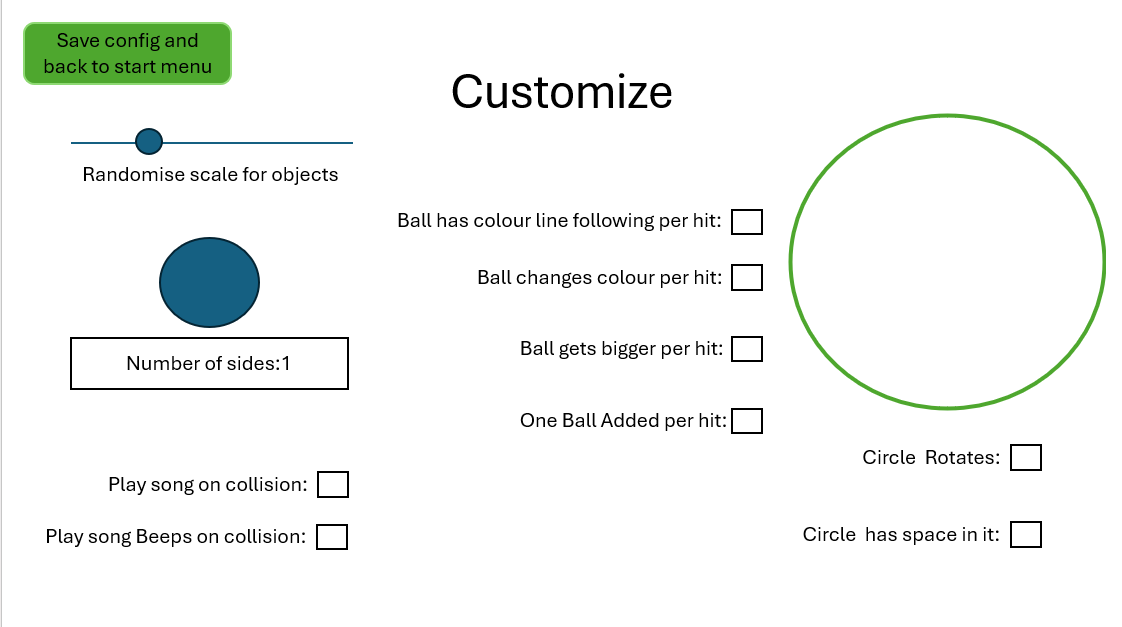 Save config and
back to start menu
Customize
Randomise scale for objects
Ball has colour line following per hit:
Ball changes colour per hit:
Ball gets bigger per hit:
Number of sides:1
One Ball Added per hit:
Circle  Rotates:
Play song on collision:
Play song Beeps on collision:
Circle  has space in it: